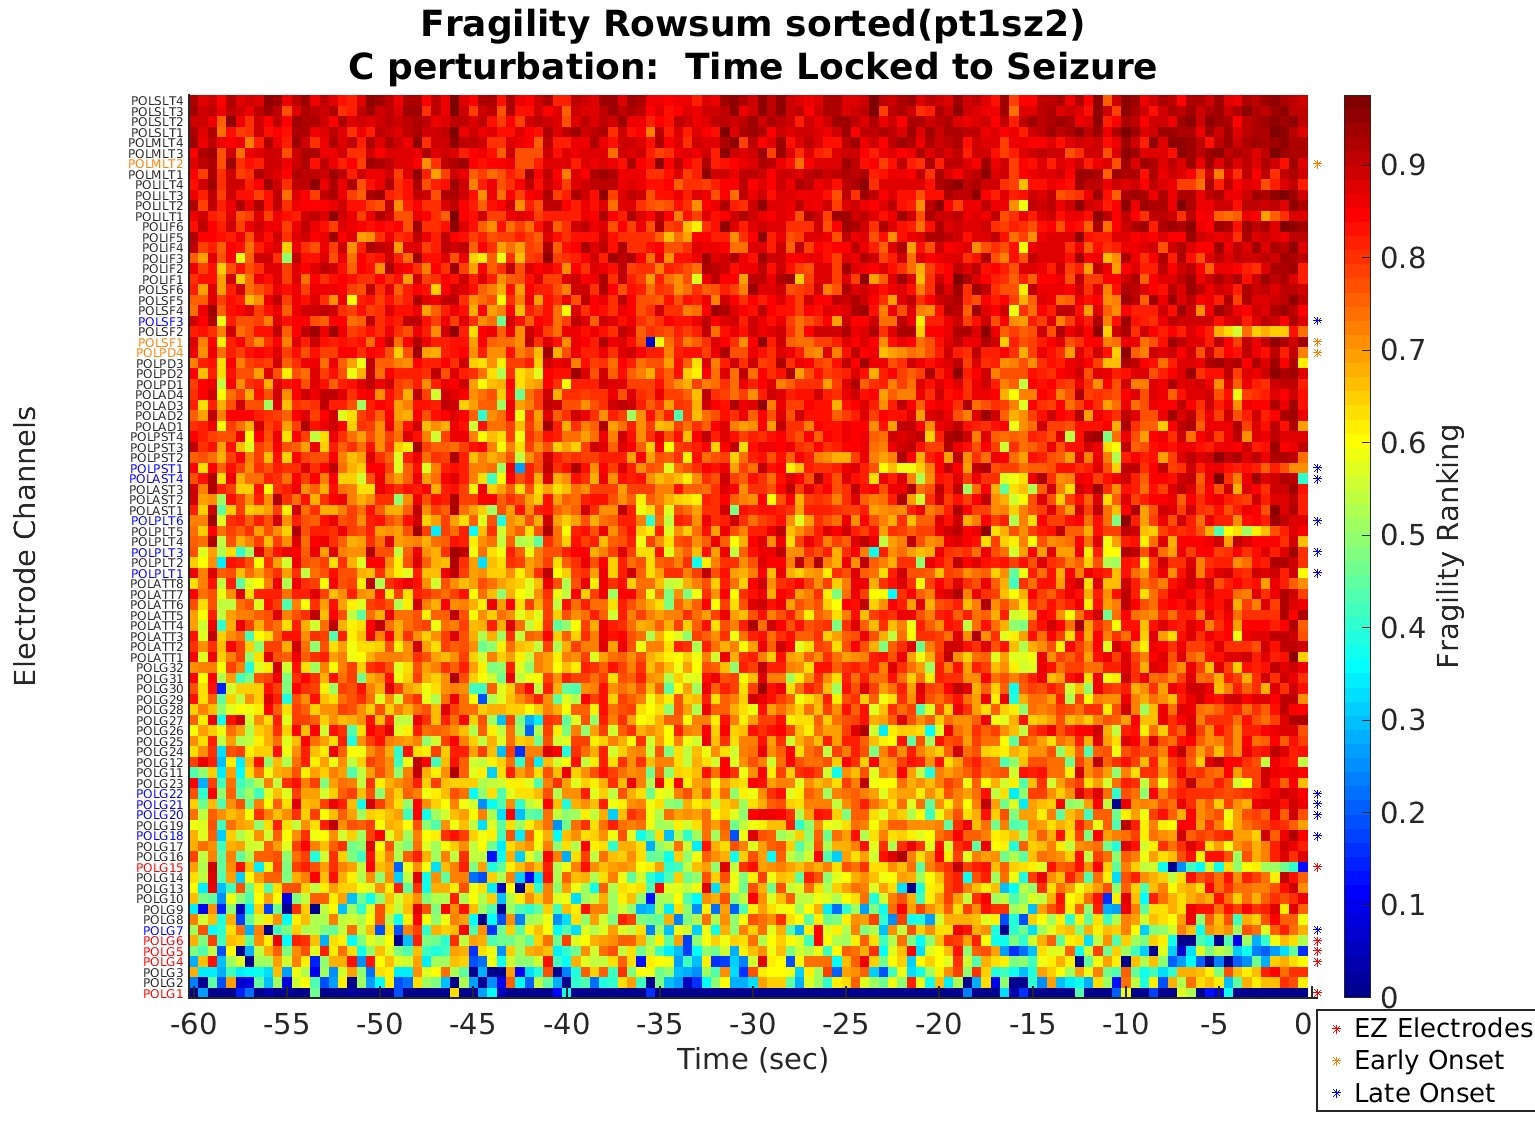 Fragility Rowsum sorted(pt1sz2)
C perturbation:  Time Locked to Seizure
Electrode Channels
POLSLT4
POLSLT3
POLSLT2
POLSLT1
POLMLT4
POLMLT3
POLMLT2
POLMLT1
POLILT4
POLILT3
POLILT2
POLILT1
POLIF6
POLIF5
POLIF4
POLIF3
POLIF2
POLIF1
POLSF6
POLSF5
POLSF4
POLSF3
POLSF2
POLSF1
POLPD4
POLPD3
POLPD2
POLPD1
POLAD4
POLAD3
POLAD2
POLAD1
POLPST4
POLPST3
POLPST2
POLPST1
POLAST4
POLAST3
POLAST2
POLAST1
POLPLT6
POLPLT5
POLPLT4
POLPLT3
POLPLT2
POLPLT1
POLATT8
POLATT7
POLATT6
POLATT5
POLATT4
POLATT3
POLATT2
POLATT1
POLG32
POLG31
POLG30
POLG29
POLG28
POLG27
POLG26
POLG25
POLG24
POLG12
POLG11
POLG23
POLG22
POLG21
POLG20
POLG19
POLG18
POLG17
POLG16
POLG15
POLG14
POLG13
POLG10
POLG9
POLG8
POLG7
POLG6
POLG5
POLG4
POLG3
POLG2
POLG1
-60 -55 -50 -45 -40 -35 -30 -25 -20 -15 -10 -5 0
Time (sec)
0.9
0.8
0.7
0.6
0.5
0.4
0.3
0.2
0.1
0
Fragility Ranking
EZ Electrodes
Early Onset
Late Onset